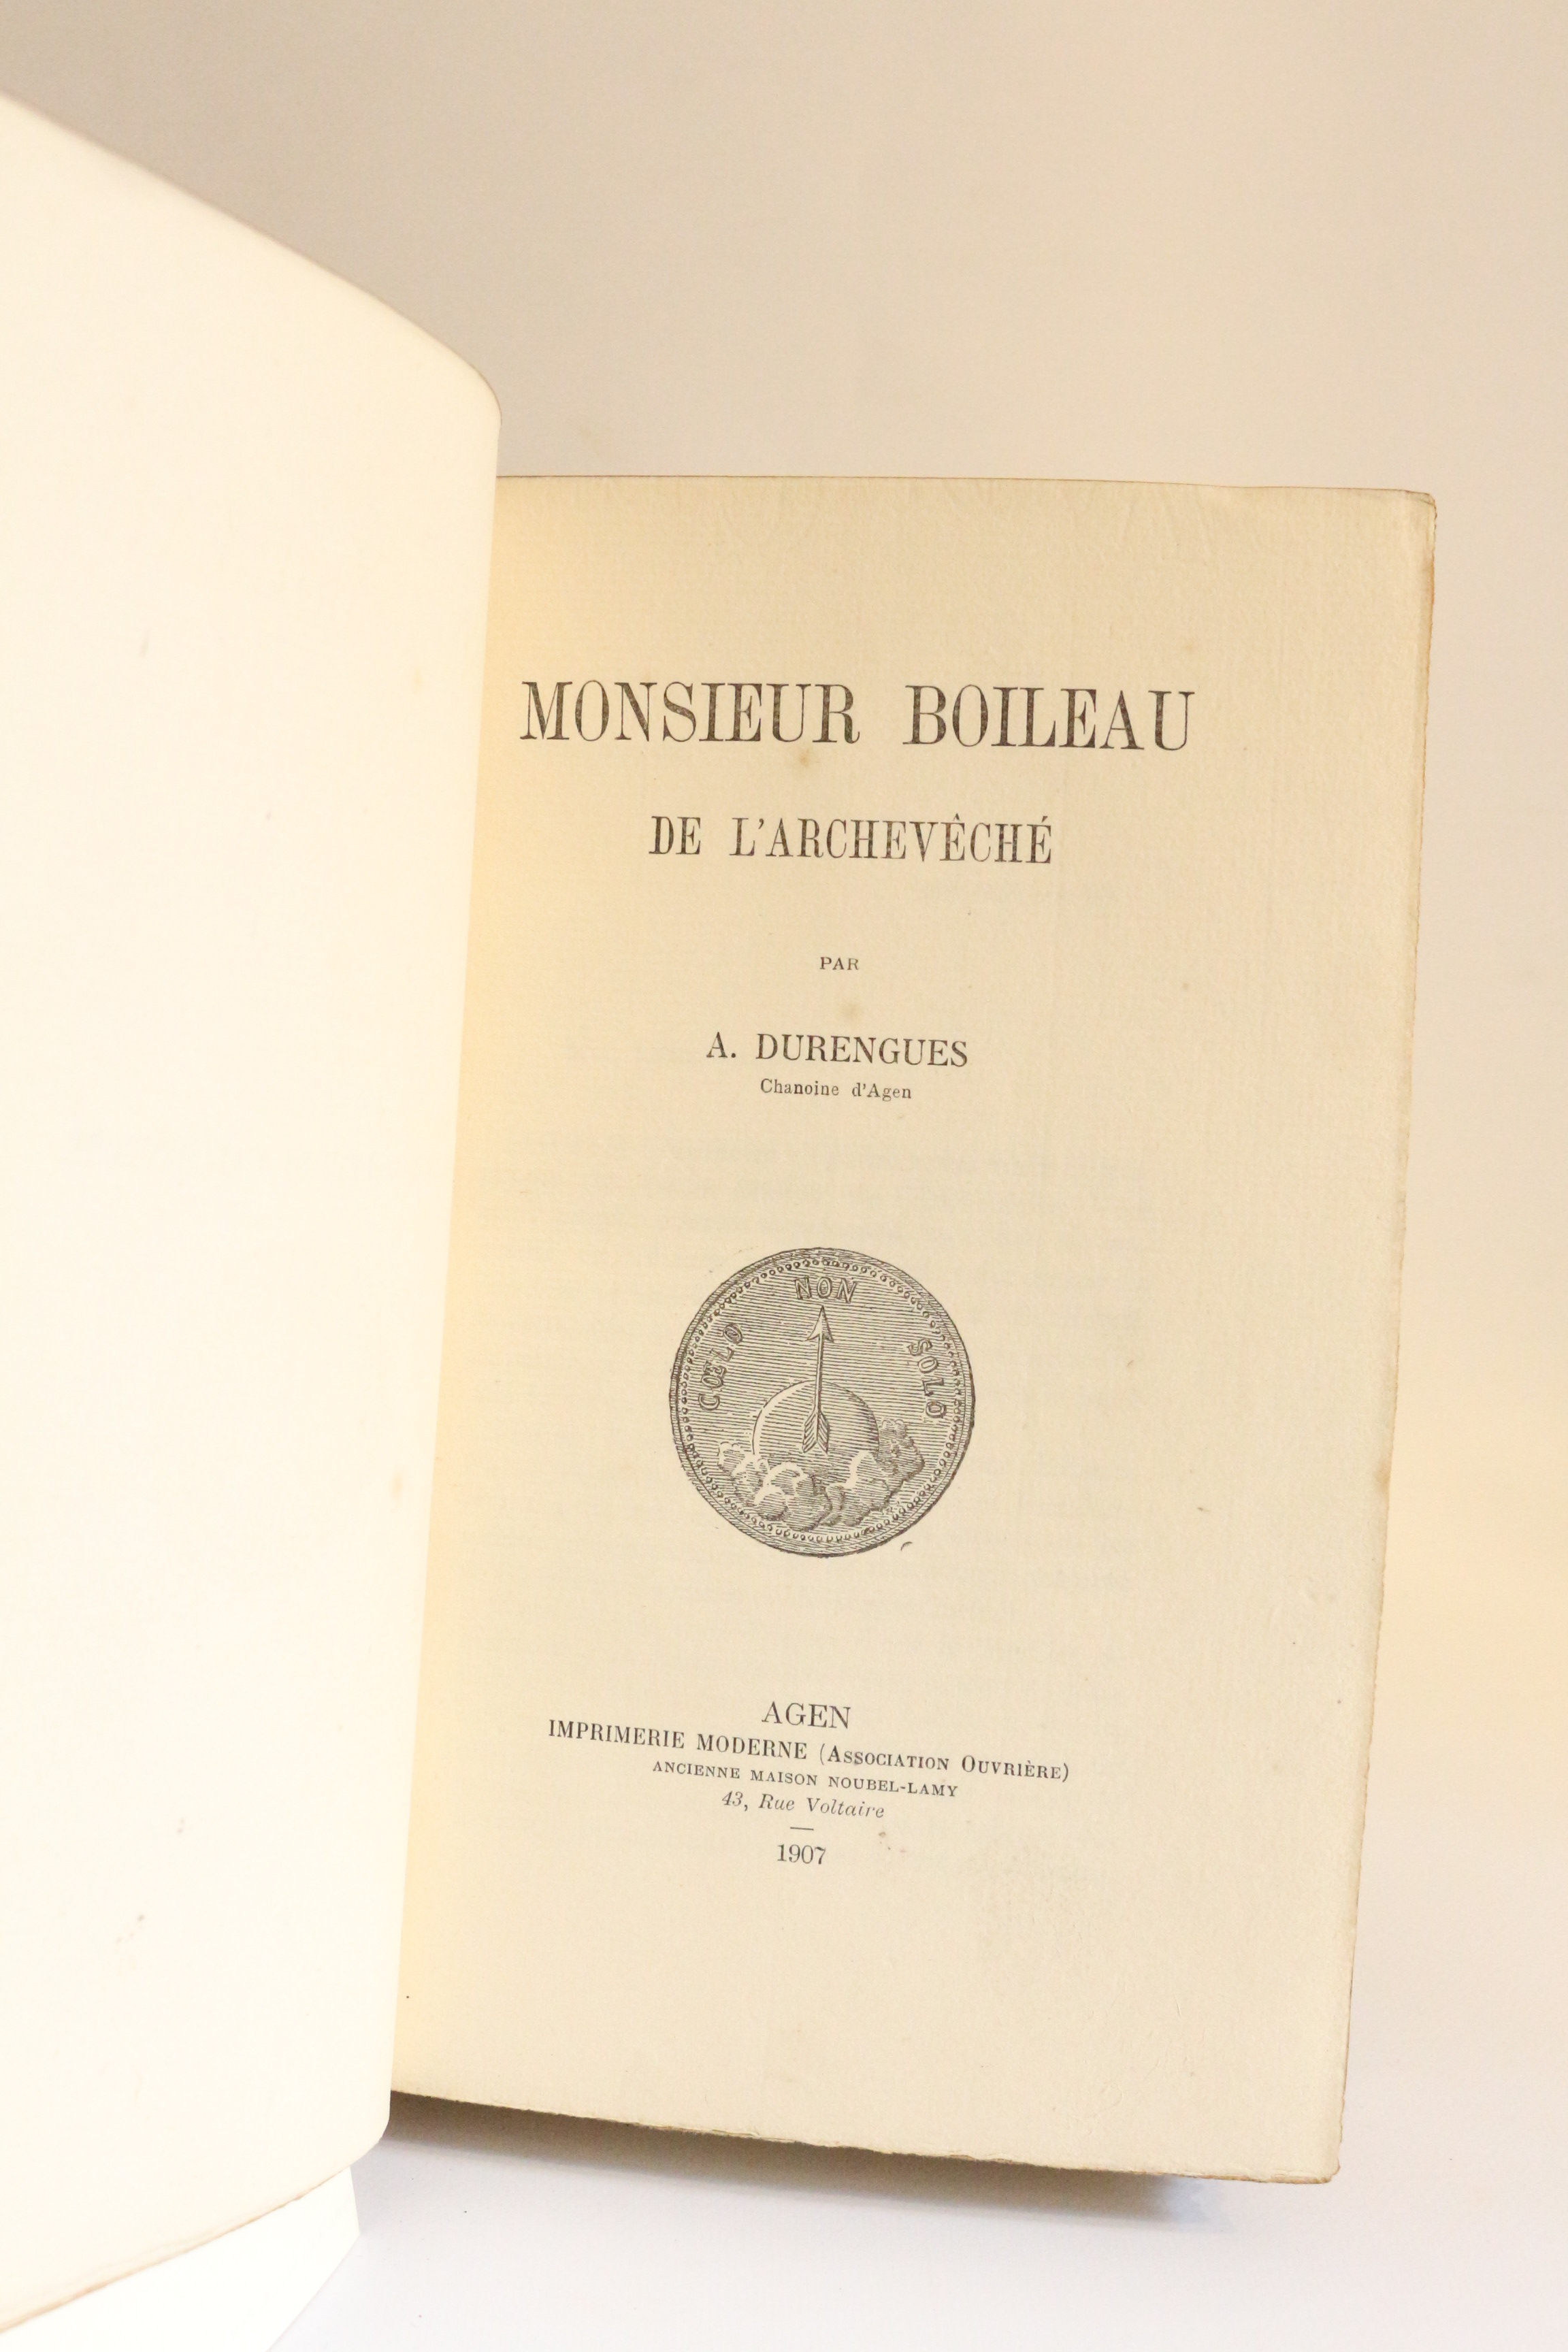 MONSIEUR BOILEAU
DE L'ARCHEVÊCHÉ
PAR
A. DURENGUES
Chanoine d'Agen
CŒLO NON SOLO
AGEN
IMPRIMERIE MODERNE (ASSOCIATION OUVRIÈRE)
ANCIENNE MAISON NOUBEL-LAMY
43, Rue Voltaire
1907